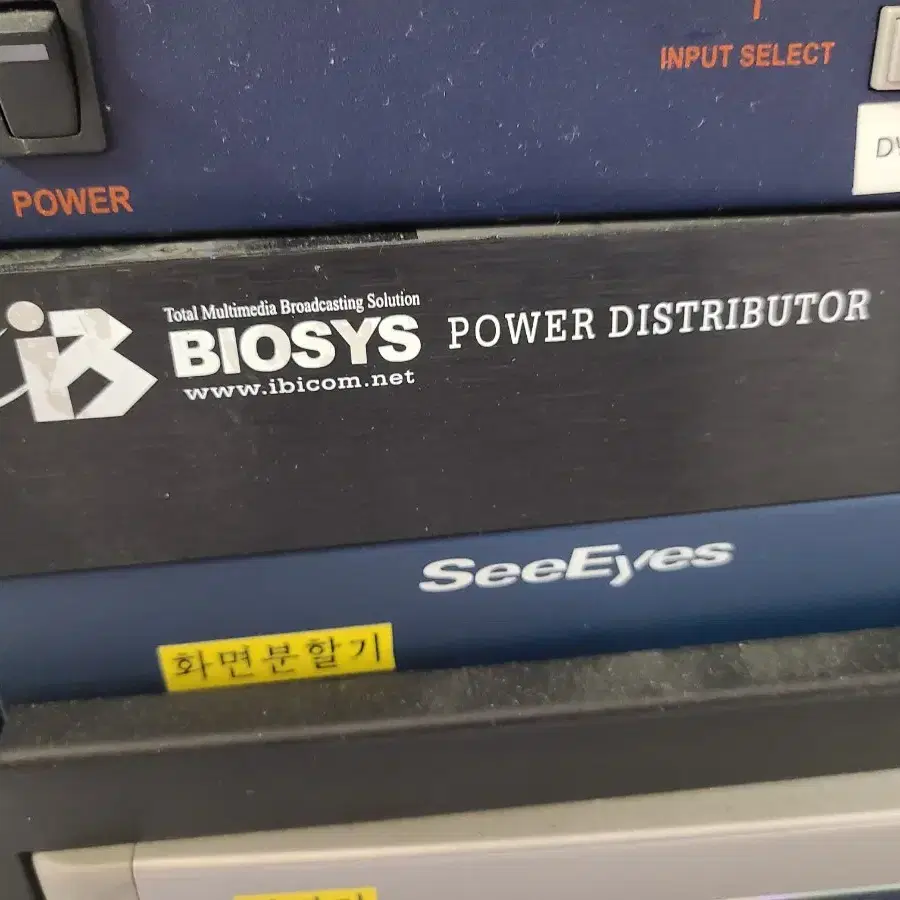 INPUT SELECT
POWER
Total Multimedia Broadcasting Solution
BIOSYS
www.ibicom.net
POWER DISTRIBUTOR
SeeEyes
화면분할기